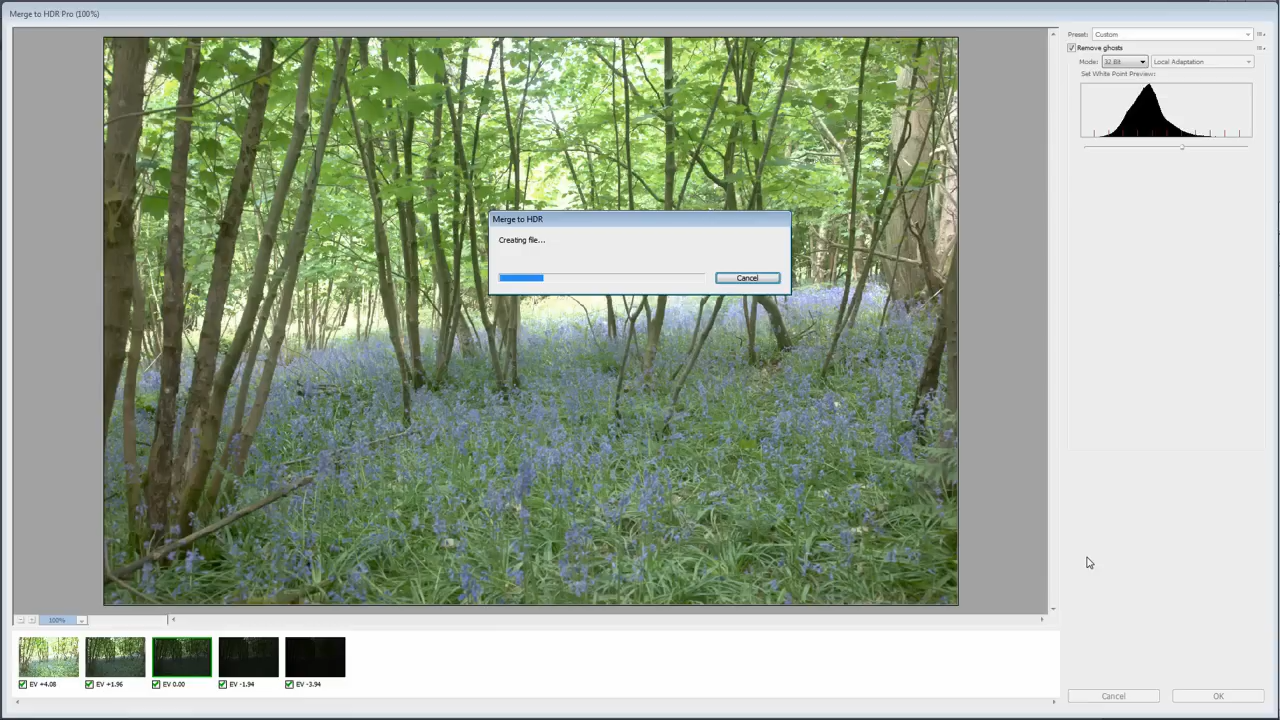 Merge to HDR Pro (100%)
Preset: Custom
Remove ghosts
Mode: 32 Bit Local Adaptation
Set White Point Preview:
Merge to HDR
Creating file...
Cancel
100%
EV +4.08 EV +1.96 EV 0.00 EV -1.94 EV -3.94
Cancel OK